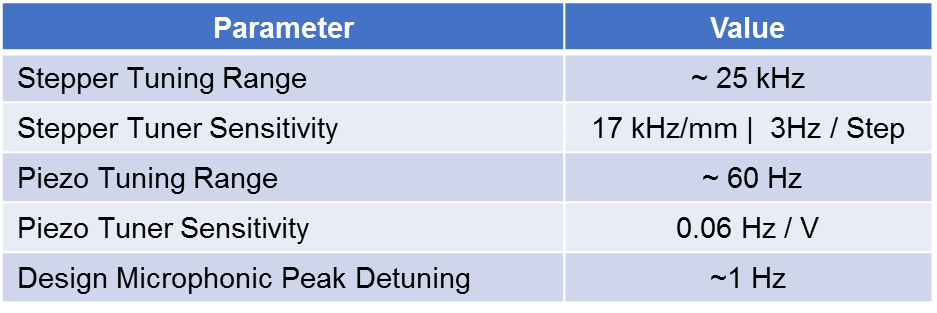 Parameter Value
Stepper Tuning Range ~ 25 kHz
Stepper Tuner Sensitivity 17 kHz/mm | 3Hz / Step
Piezo Tuning Range ~ 60 Hz
Piezo Tuner Sensitivity 0.06 Hz / V
Design Microphonic Peak Detuning ~1 Hz